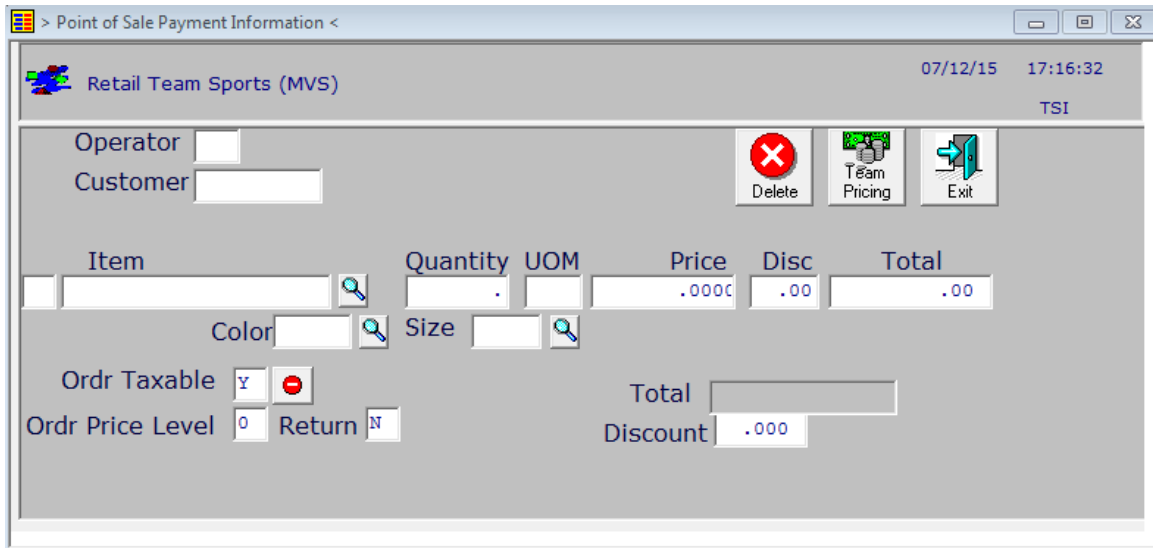 > Point of Sale Payment Information <
Retail Team Sports (MVS) 07/12/15 17:16:32
TSI
Operator
Customer
Delete Team Pricing Exit
Item Quantity UOM Price Disc Total
. .0000 .00 .00
Color Size
Ordr Taxable Y
Total
Ordr Price Level 0 Return N
Discount .000